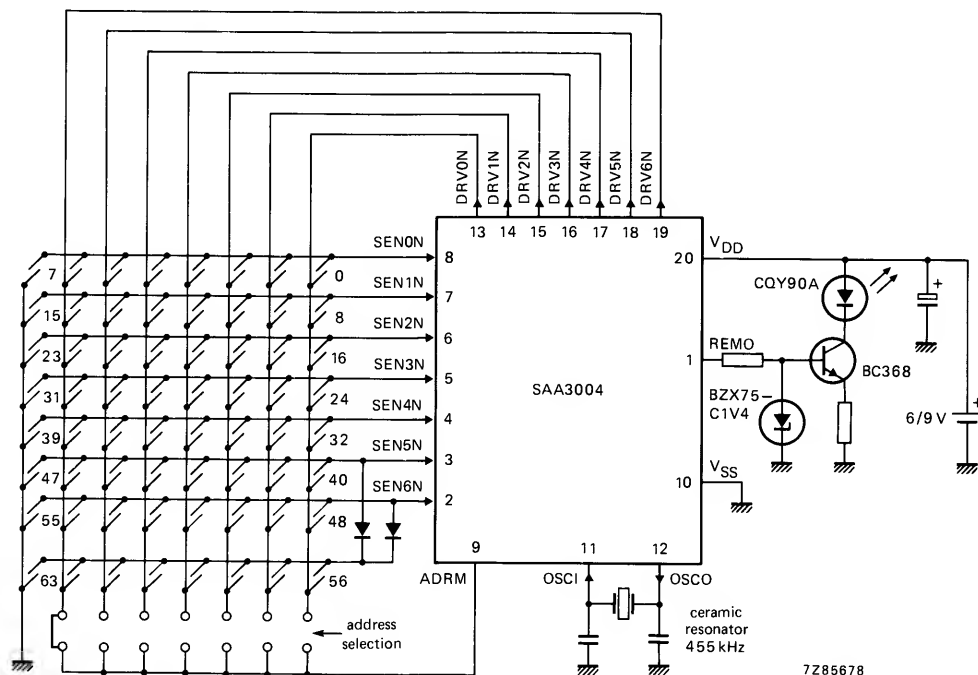 DRV0N
DRV1N
DRV2N
DRV3N
DRV4N
DRV5N
DRV6N
13 14 15 16 17 18 19
SEN0N
8
7
0
SEN1N
7
15
8
SEN2N
6
23
16
SEN3N
5
31
24
SEN4N
4
39
32
SEN5N
3
47
40
SEN6N
2
55
48
63
56
SAA3004
20
VDD
CQY90A
+
REMO
1
BC368
BZX75-
C1V4
6/9 V
+
VSS
10
9
ADRM
11
OSCI
12
OSCO
address
selection
ceramic
resonator
455 kHz
7Z85678